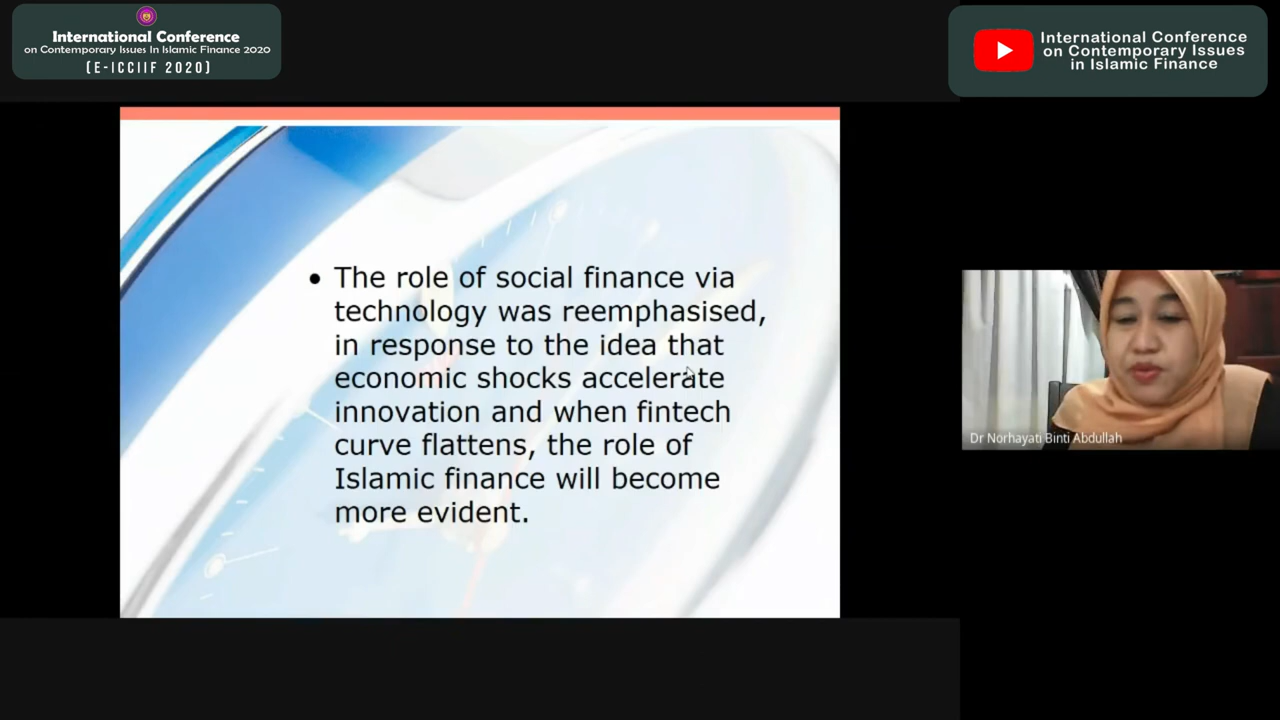 International Conference
on Contemporary Issues In Islamic Finance 2020
[E-ICCIIF 2020]
International Conference
on Contemporary Issues
in Islamic Finance
• The role of social finance via
technology was reemphasised,
in response to the idea that
economic shocks accelerate
innovation and when fintech
curve flattens, the role of
Islamic finance will become
more evident.
Dr Norhayati Binti Abdullah